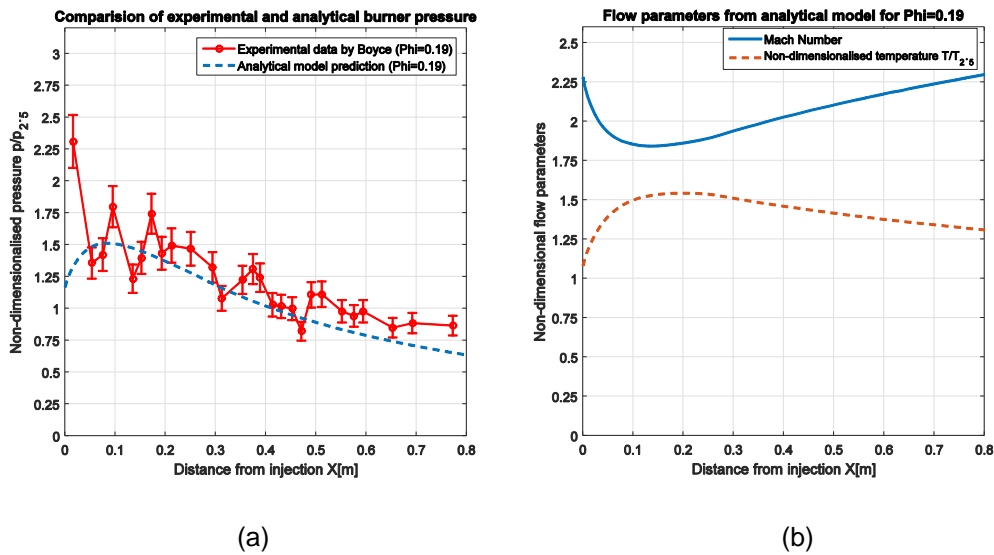 Comparision of experimental and analytical burner pressure
3
2.75
2.5
2.25
2
1.75
1.5
1.25
1
0.75
0.5
0.25
0
Non-dimensionalised pressure p/p2*5
Experimental data by Boyce (Phi=0.19)
Analytical model prediction (Phi=0.19)
0 0.1 0.2 0.3 0.4 0.5 0.6 0.7 0.8
Distance from injection X[m]
(a)
Flow parameters from analytical model for Phi=0.19
2.5
2.25
2
1.75
1.5
1.25
1
0.75
0.5
0.25
0
Non-dimensional flow parameters
Mach Number
Non-dimensionalised temperature T/T2*5
0 0.1 0.2 0.3 0.4 0.5 0.6 0.7 0.8
Distance from injection X[m]
(b)